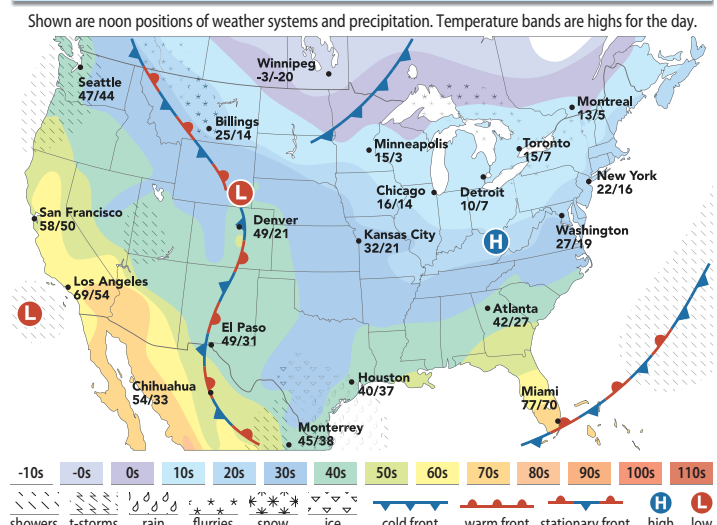 Shown are noon positions of weather systems and precipitation. Temperature bands are highs for the day.
Winnipeg
-3/-20
Seattle
47/44
Montreal
13/5
Billings
25/14
Minneapolis
15/3
Toronto
15/7
New York
22/16
Chicago
16/14
Detroit
10/7
L
San Francisco
58/50
Denver
49/21
Kansas City
32/21
H
Washington
27/19
Los Angeles
69/54
L
Atlanta
42/27
El Paso
49/31
Chihuahua
54/33
Houston
40/37
Miami
77/70
Monterrey
45/38
-10s -0s 0s 10s 20s 30s 40s 50s 60s 70s 80s 90s 100s 110s
H L
showers t-storms rain flurries snow ice cold front warm front stationary front high low